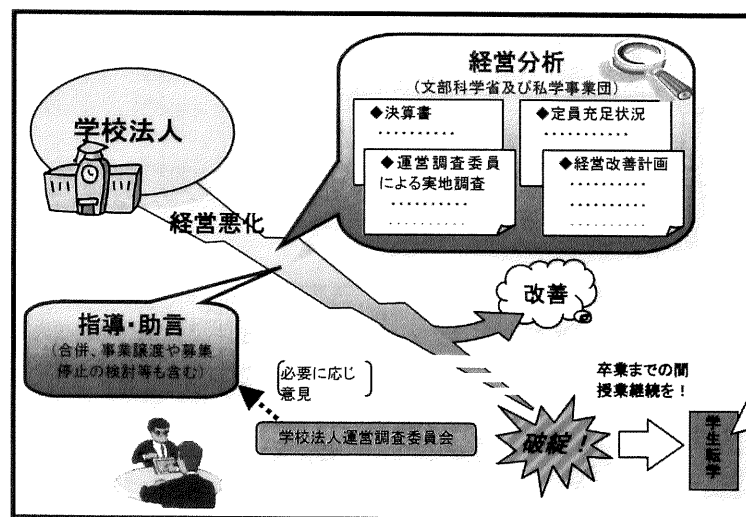 経営分析
(文部科学省及び私学事業団)
◆決算書
◆定員充足状況
◆運営調査委員
による実地調査
◆経営改善計画
学校法人
経営悪化
改善
指導・助言
(合併、事業譲渡や募集
停止の検討等も含む)
必要に応じ
意見
学校法人運営調査委員会
破綻!
卒業までの間
授業継続を!
学生転学